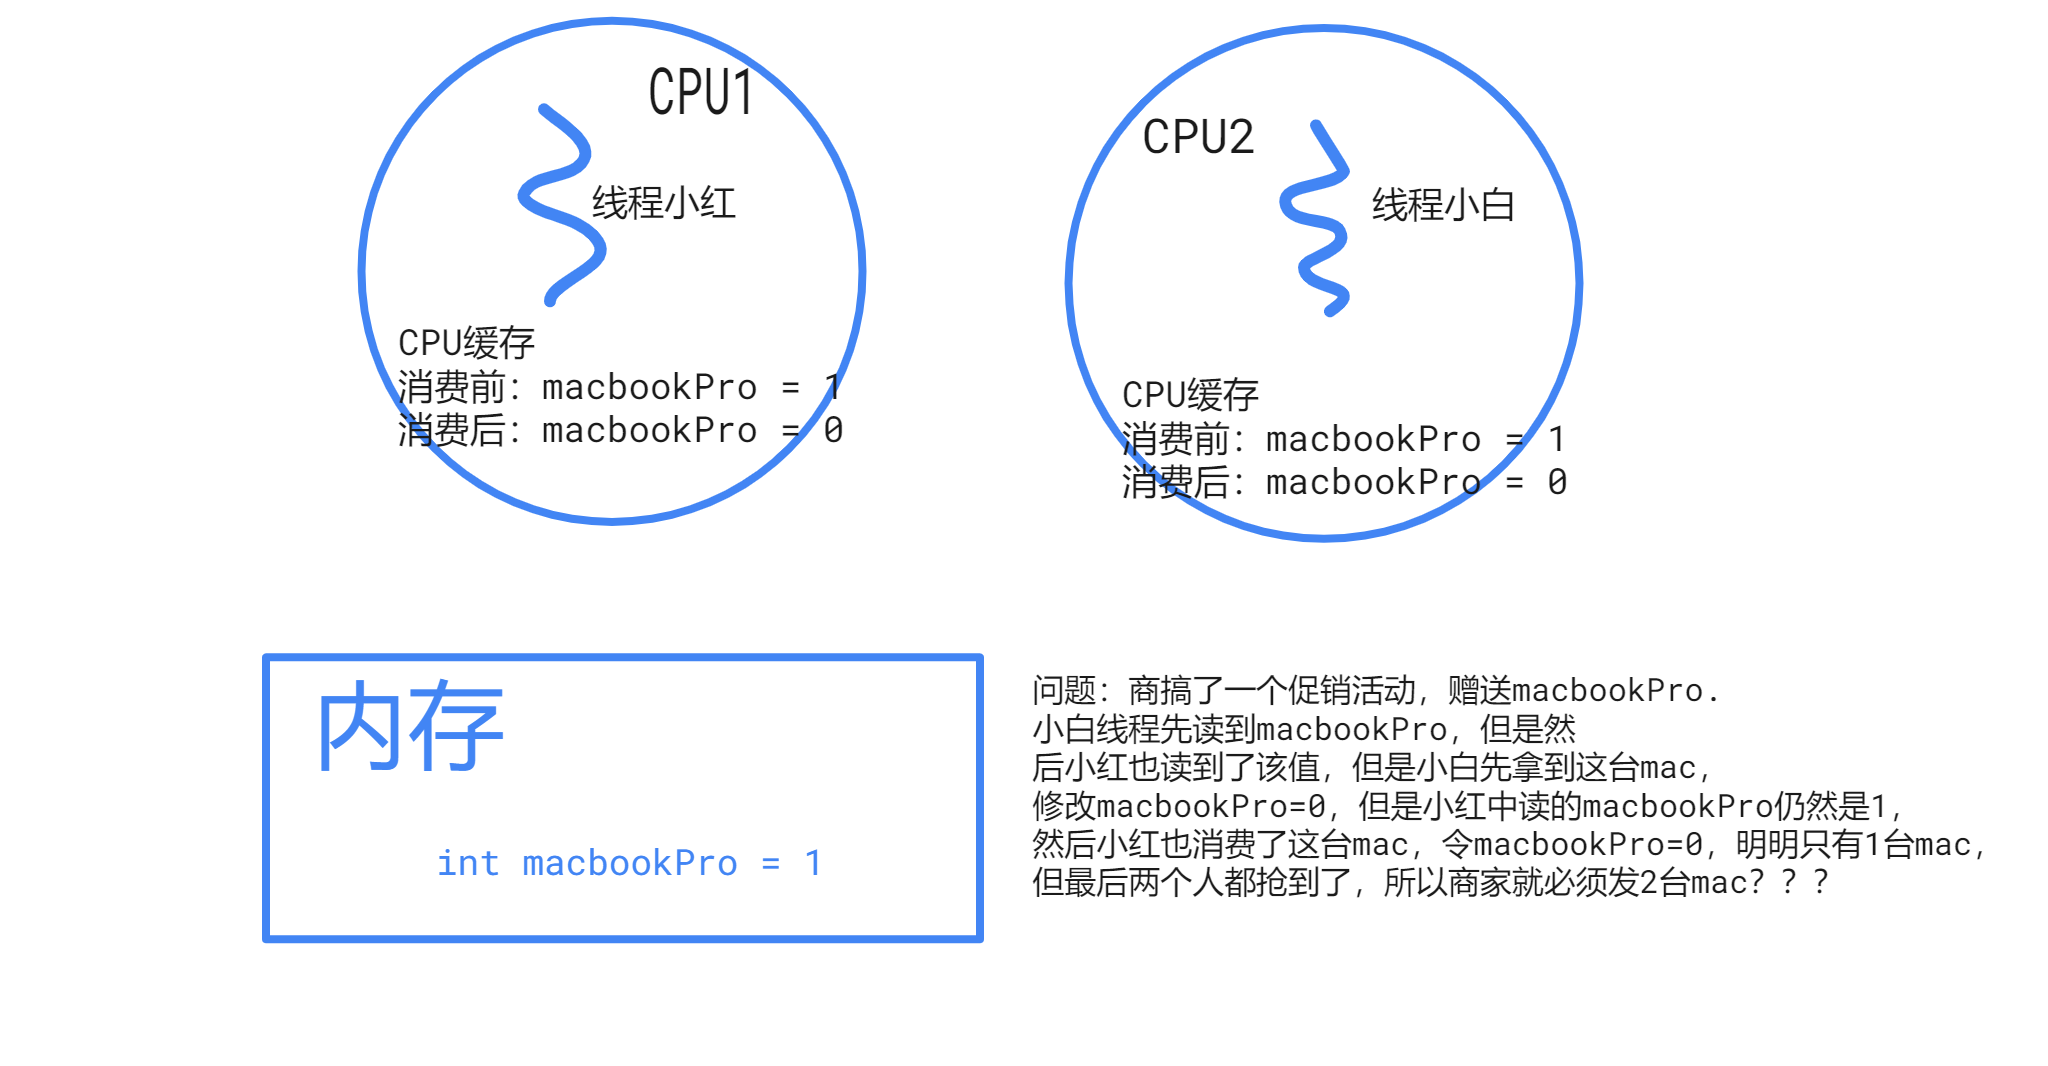 CPU1
线程小红
CPU缓存
消费前：macbookPro = 1
消费后：macbookPro = 0
CPU2
线程小白
CPU缓存
消费前：macbookPro = 1
消费后：macbookPro = 0
内存
int macbookPro = 1
问题：商搞了一个促销活动，赠送macbookPro.
小白线程先读到macbookPro，但是然
后小红也读到了该值，但是小白先拿到这台mac，
修改macbookPro=0，但是小红中读的macbookPro仍然是1，
然后小红也消费了这台mac，令macbookPro=0，明明只有1台mac，
但最后两个人都抢到了，所以商家就必须发2台mac？？？